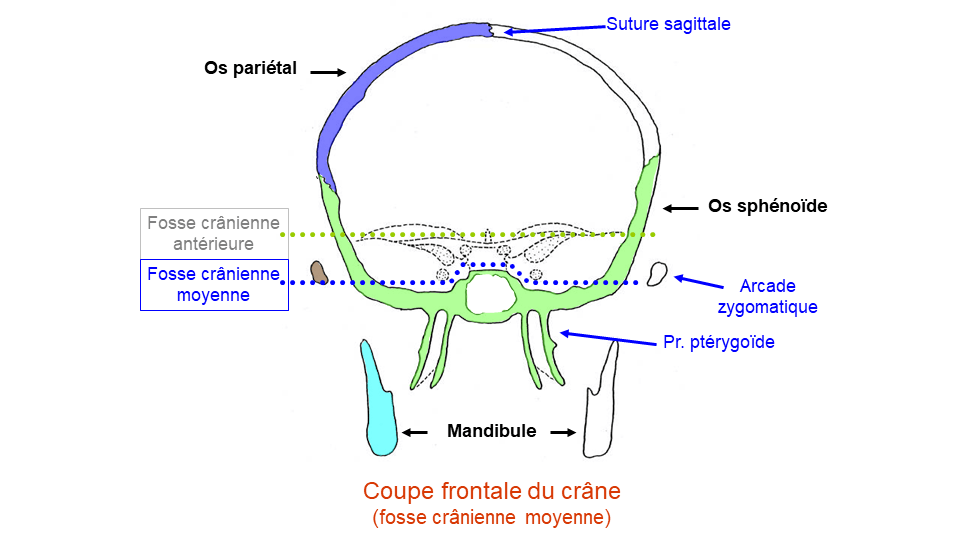 Suture sagittale
Os pariétal
Os sphénoïde
Fosse crânienne
antérieure
Fosse crânienne
moyenne
Arcade
zygomatique
Pr. ptérygoïde
Mandibule
Coupe frontale du crâne
(fosse crânienne moyenne)